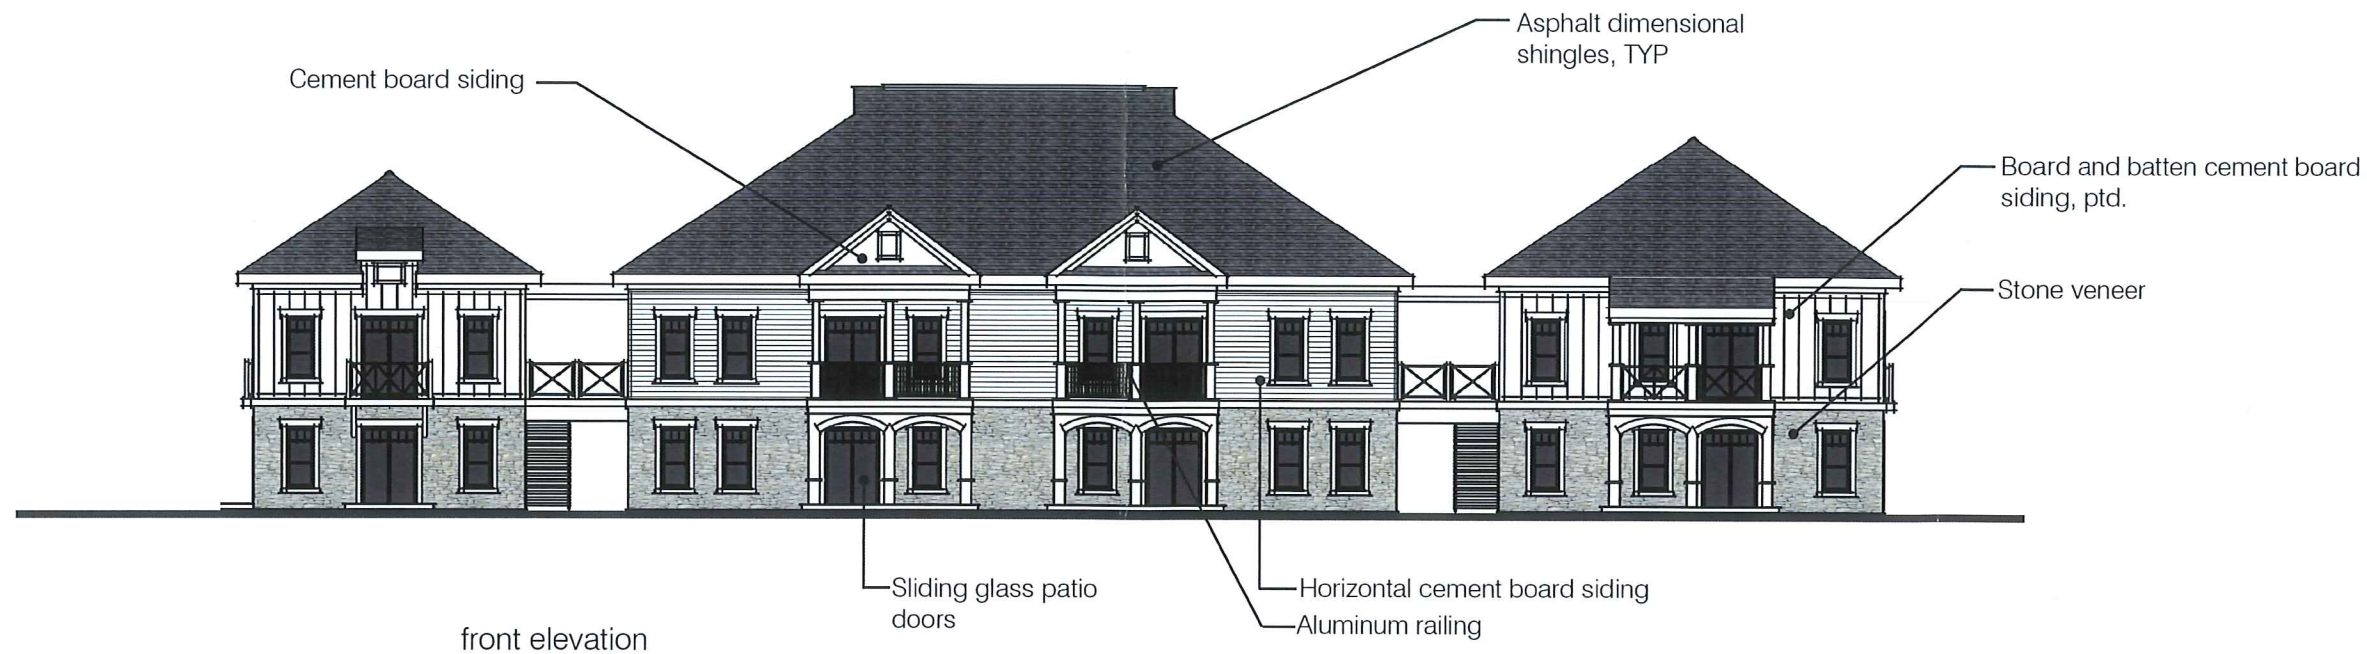 Asphalt dimensional
shingles, TYP
Cement board siding
Board and batten cement board
siding, ptd.
Stone veneer
Sliding glass patio
doors
Horizontal cement board siding
Aluminum railing
front elevation